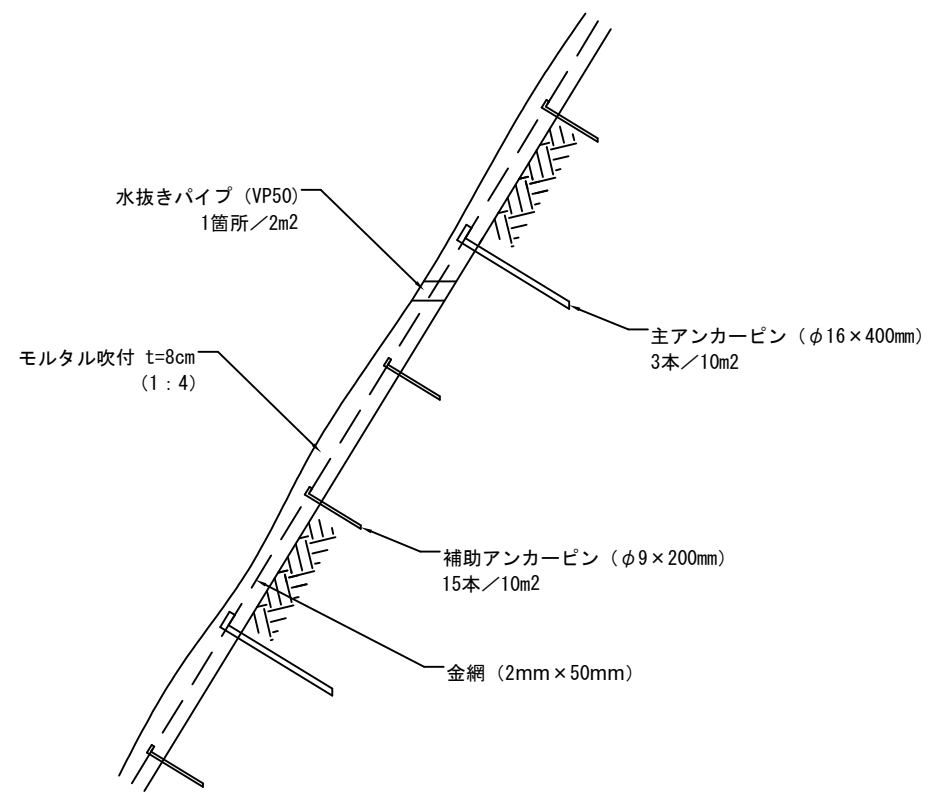 水抜きパイプ（VP50）
1箇所／2m2
主アンカーピン（φ16×400mm）
3本／10m2
モルタル吹付 t=8cm
（1：4）
補助アンカーピン（φ9×200mm）
15本／10m2
金網（2mm×50mm）